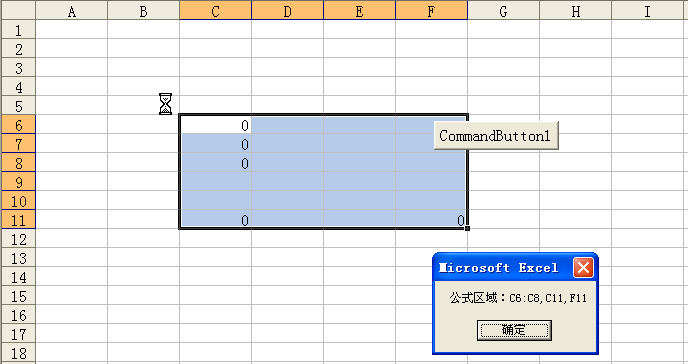 A B C D E F G H I
1
2
3
4
5
6 0
CommandButton1
7 0
8 0
9
10
11 0 0
12
13
Microsoft Excel
14
15
公式区域：C6:C8,C11,F11
16
17
确定
18